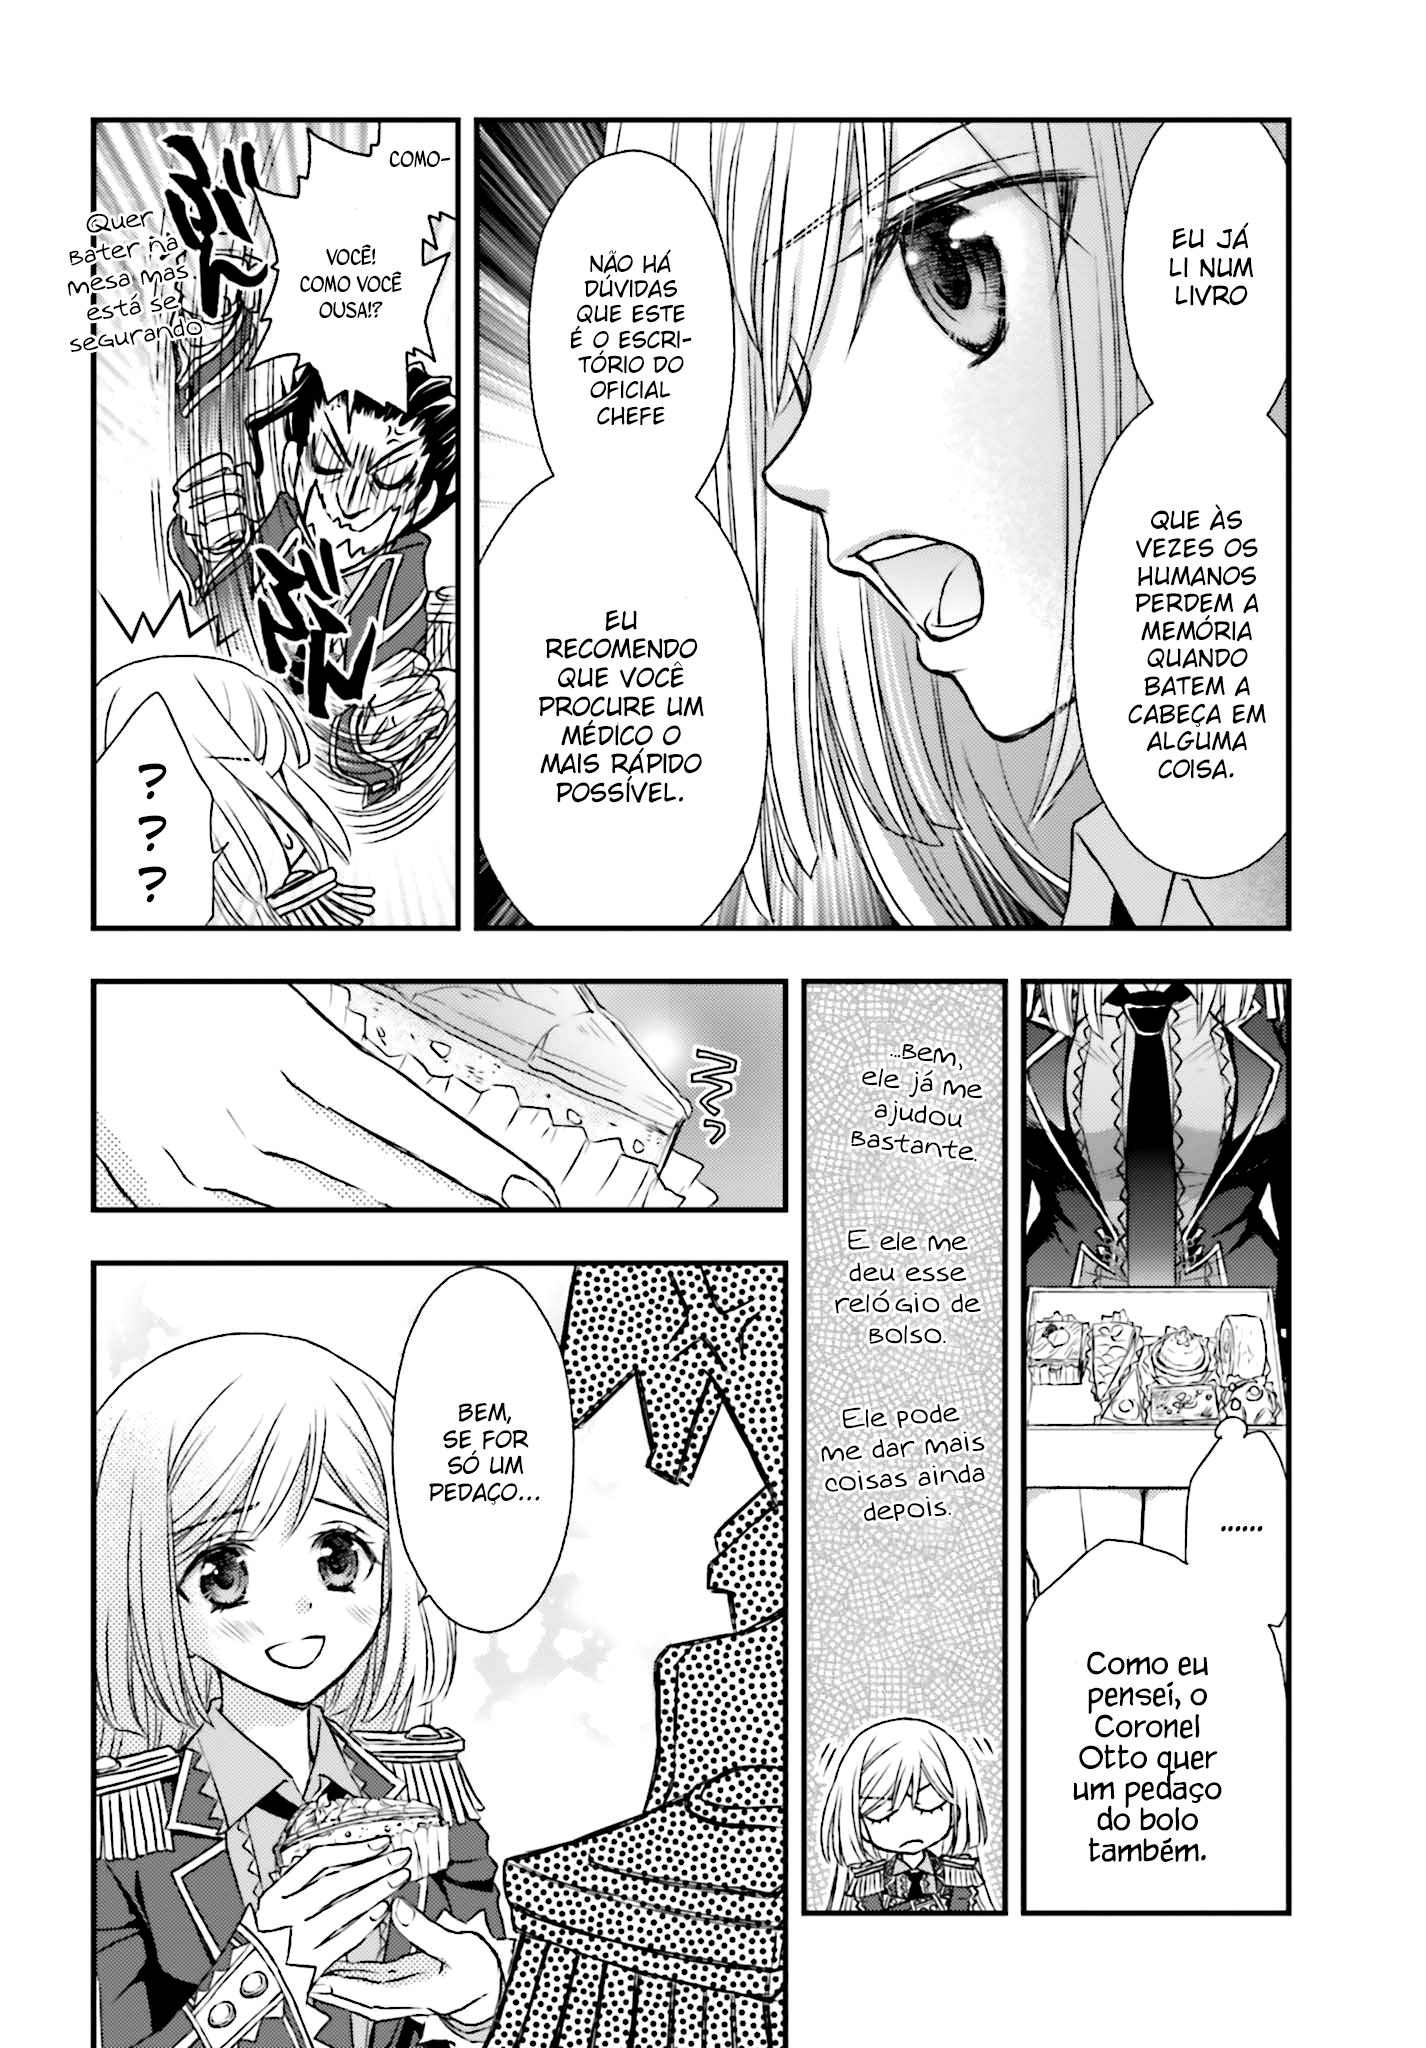 EU JÁ
LI NUM
LIVRO
QUE ÀS
VEZES OS
HUMANOS
PERDEM A
MEMÓRIA
QUANDO
BATEM A
CABEÇA EM
ALGUMA
COISA.
NÃO HÁ
DÚVIDAS
QUE ESTE
É O ESCRI-
TÓRIO DO
OFICIAL
CHEFE
EU
RECOMENDO
QUE VOCÊ
PROCURE UM
MÉDICO O
MAIS RÁPIDO
POSSÍVEL.
COMO-
VOCÊ!
COMO VOCÊ
OUSA!?
Quer
Bater na
mesa mas
está se
segurando
?
?
?
......
Como eu
pensei, o
Coronel
Otto quer
um pedaço
do bolo
também.
...Bem,
ele já me
ajudou
Bastante.
E ele me
deu esse
relógio de
Bolso.
Ele pode
me dar mais
coisas ainda
depois.
BEM,
SE FOR
SÓ UM
PEDAÇO...